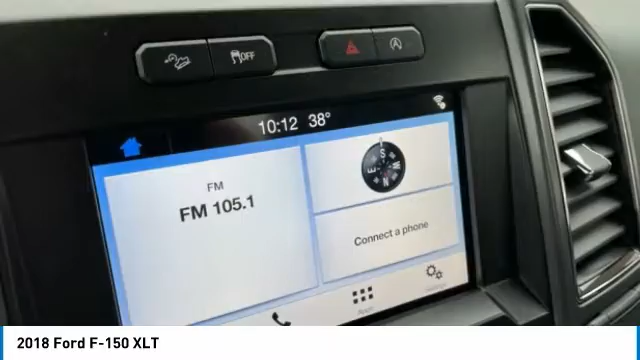 OFF
A
10:12 38°
FM
FM 105.1
S
E
W
N
Connect a phone
2018 Ford F-150 XLT